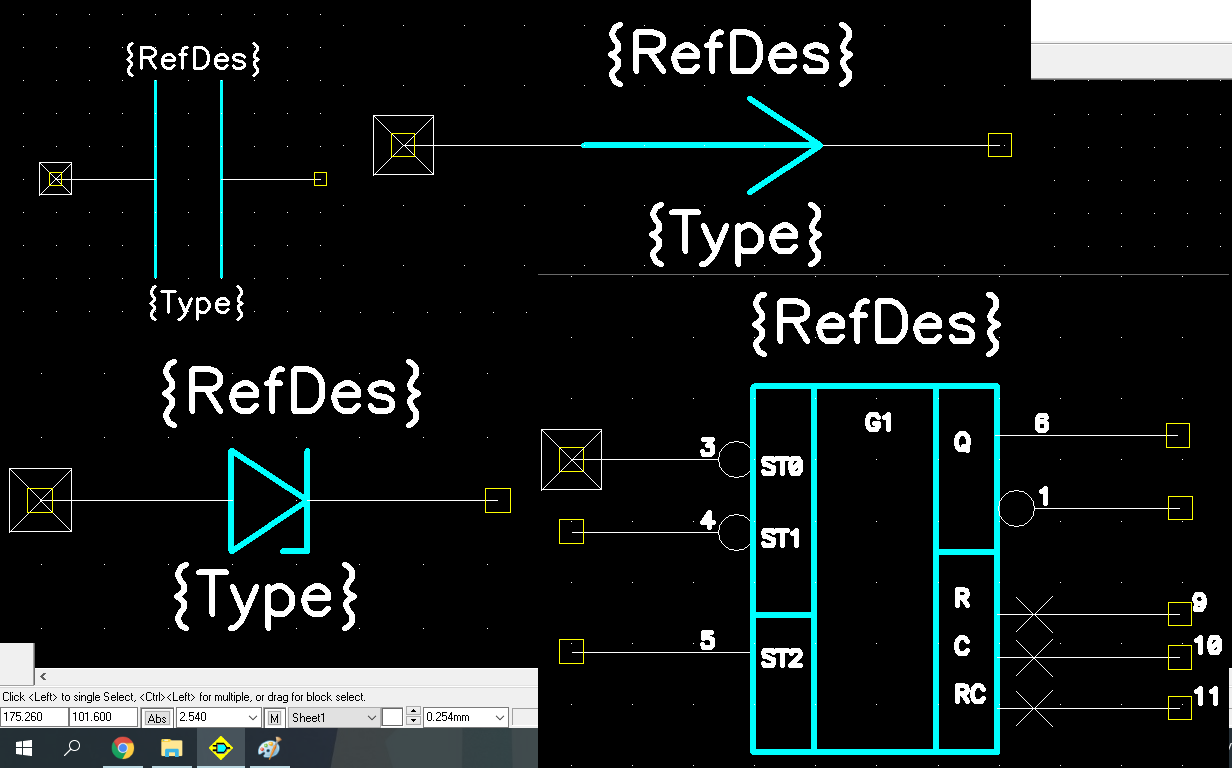 {RefDes}
{Type}
{RefDes}
{Type}
{RefDes}
{Type}
{RefDes}
G1
3 ST0
4 ST1
5 ST2
Q 6
1
R 9
C 10
RC 11
<
Click <Left> to single Select, <Ctrl><Left> for multiple, or drag for block select.
175.260 101.600 Abs 2.540 M Sheet1 0.254mm